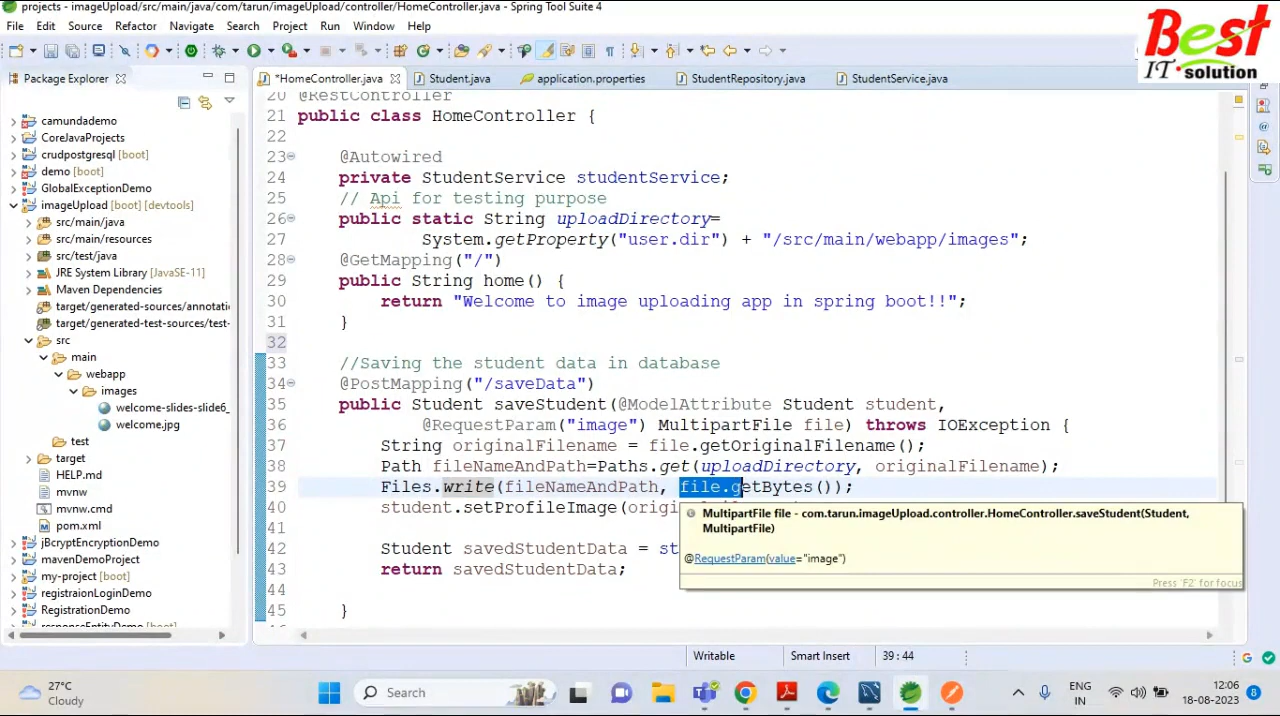 projects - imageUpload/src/main/java/com/tarun/imageUpload/controller/HomeController.java - Spring Tool Suite 4
File Edit Source Refactor Navigate Search Project Run Window Help
Best
IT solution
Package Explorer
*HomeController.java Student.java application.properties StudentRepository.java StudentService.java
camundademo
CoreJavaProjects
crudpostgresql [boot]
demo [boot]
GlobalExceptionDemo
imageUpload [boot] [devtools]
src/main/java
src/main/resources
src/test/java
JRE System Library [JavaSE-11]
Maven Dependencies
target/generated-sources/annotati
target/generated-test-sources/test-
src
main
webapp
images
welcome-slides-slide6_
welcome.jpg
test
target
HELP.md
mvnw
mvnw.cmd
pom.xml
jBcryptEncryptionDemo
mavenDemoProject
my-project [boot]
registraionLoginDemo
RegistrationDemo
responseEntityDemo
20 @RestController
21 public class HomeController {
22
23 @Autowired
24 private StudentService studentService;
25 // Api for testing purpose
26 public static String uploadDirectory=
27 System.getProperty("user.dir") + "/src/main/webapp/images";
28 @GetMapping("/")
29 public String home() {
30 return "Welcome to image uploading app in spring boot!!";
31 }
32
33 //Saving the student data in database
34 @PostMapping("/saveData")
35 public Student saveStudent(@ModelAttribute Student student,
36 @RequestParam("image") MultipartFile file) throws IOException {
37 String originalFilename = file.getOriginalFilename();
38 Path fileNameAndPath=Paths.get(uploadDirectory, originalFilename);
39 Files.write(fileNameAndPath, file.getBytes());
40 student.setProfileImage(
41
42 Student savedStudentData =
43 return savedStudentData;
44
45 }
MultipartFile file - com.tarun.imageUpload.controller.HomeController.saveStudent(Student,
MultipartFile)
@RequestParam(value="image")
Press 'F2' for focus
Writable Smart Insert 39 : 44
27°C
Cloudy
Search
ENG
IN
12:06
18-08-2023
8